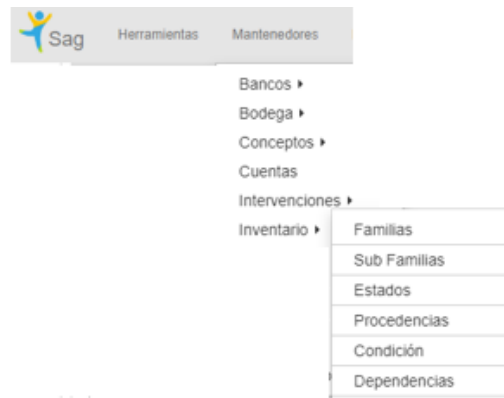 Sag Herramientas Mantenedores
Bancos
Bodega
Conceptos
Cuentas
Intervenciones
Inventario Familias
Sub Familias
Estados
Procedencias
Condición
Dependencias